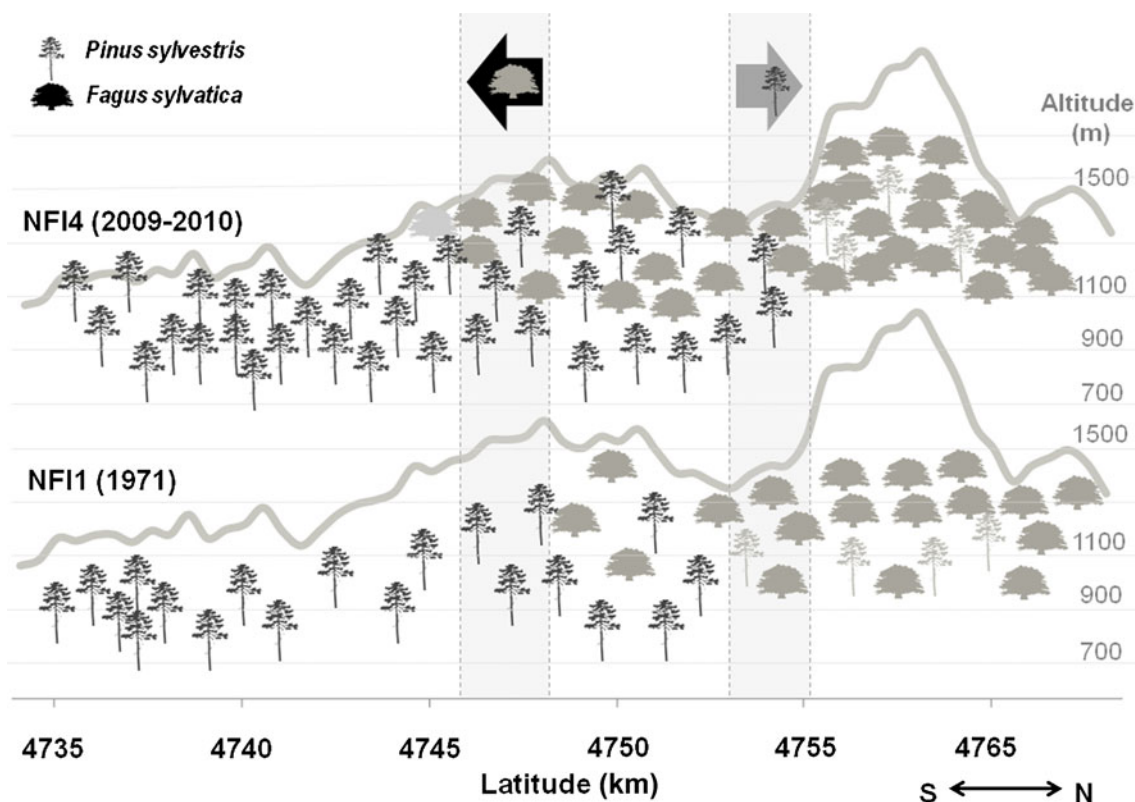 Pinus sylvestris
Fagus sylvatica
Altitude
(m)
1500
NFI4 (2009-2010)
1100
900
700
1500
NFI1 (1971)
1100
900
700
4735 4740 4745 4750 4755 4765
Latitude (km)
S N